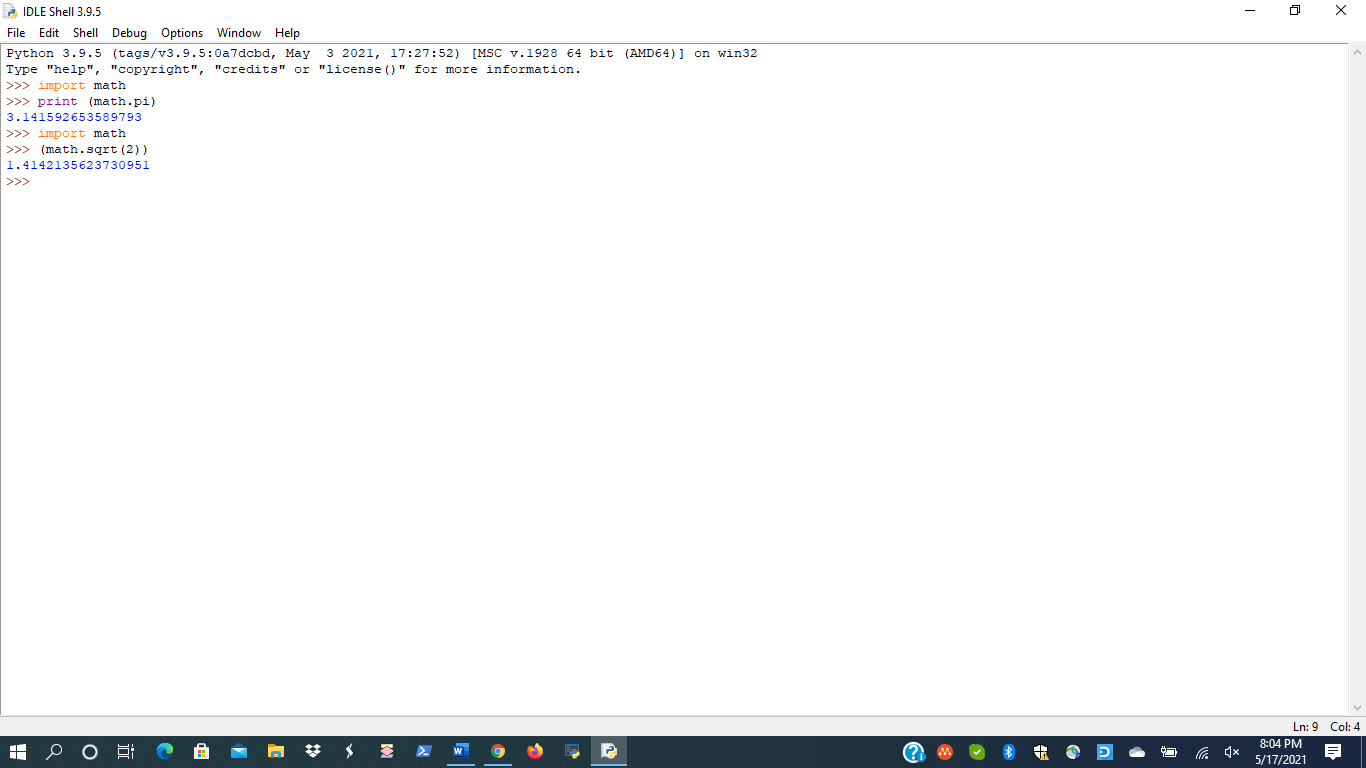 IDLE Shell 3.9.5
File Edit Shell Debug Options Window Help
Python 3.9.5 (tags/v3.9.5:0a7dcbd, May  3 2021, 17:27:52) [MSC v.1928 64 bit (AMD64)] on win32
Type "help", "copyright", "credits" or "license()" for more information.
>>> import math
>>> print (math.pi)
3.141592653589793
>>> import math
>>> (math.sqrt(2))
1.4142135623730951
>>>
Ln: 9 Col: 4
8:04 PM
5/17/2021